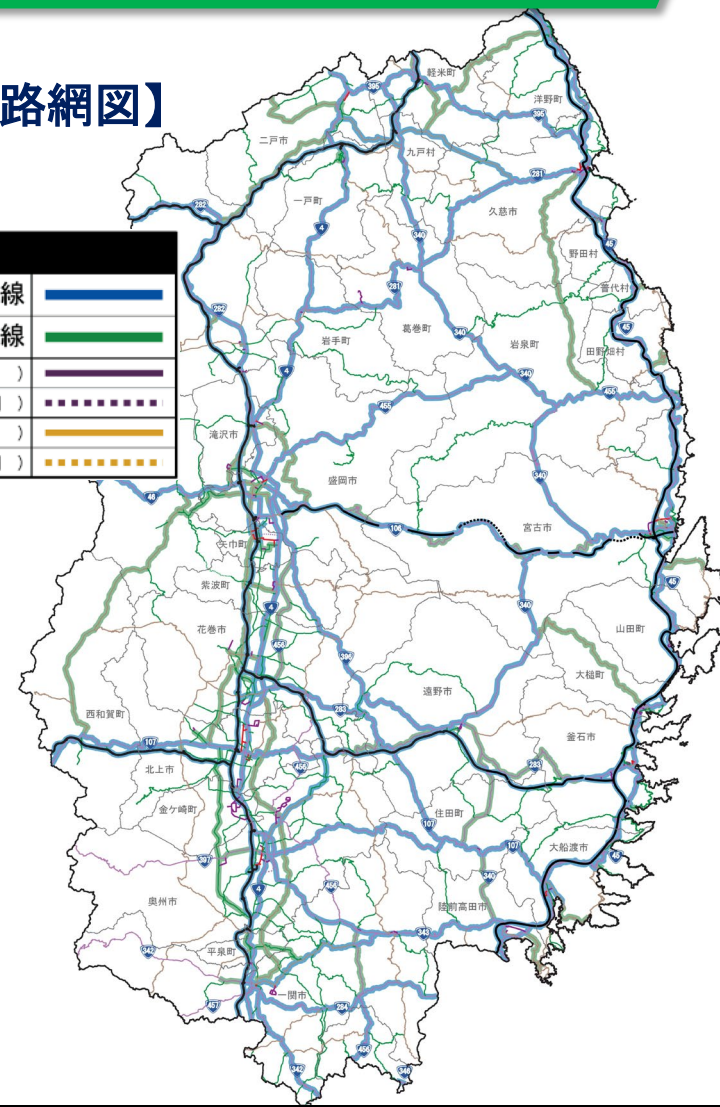 路網図】
線
線
）
）
）
）
軽米町
395
洋野町
395
二戸市
九戸村
281
一戸町
282
久慈市
4
340
45
野田村
普代村
281
282
45
葛巻町
岩手町
340
岩泉町
田野畑村
4
340
455
455
滝沢市
340
盛岡市
46
106
宮古市
矢巾町
45
紫波町
4
340
花巻市
456
山田町
396
大槌町
遠野市
283
西和賀町
釜石市
107
456
283
北上市
金ケ崎町
住田町
107
107
大船渡市
397
45
340
4
456
奥州市
陸前高田市
343
342
平泉町
一関市
457
284
456
342
346